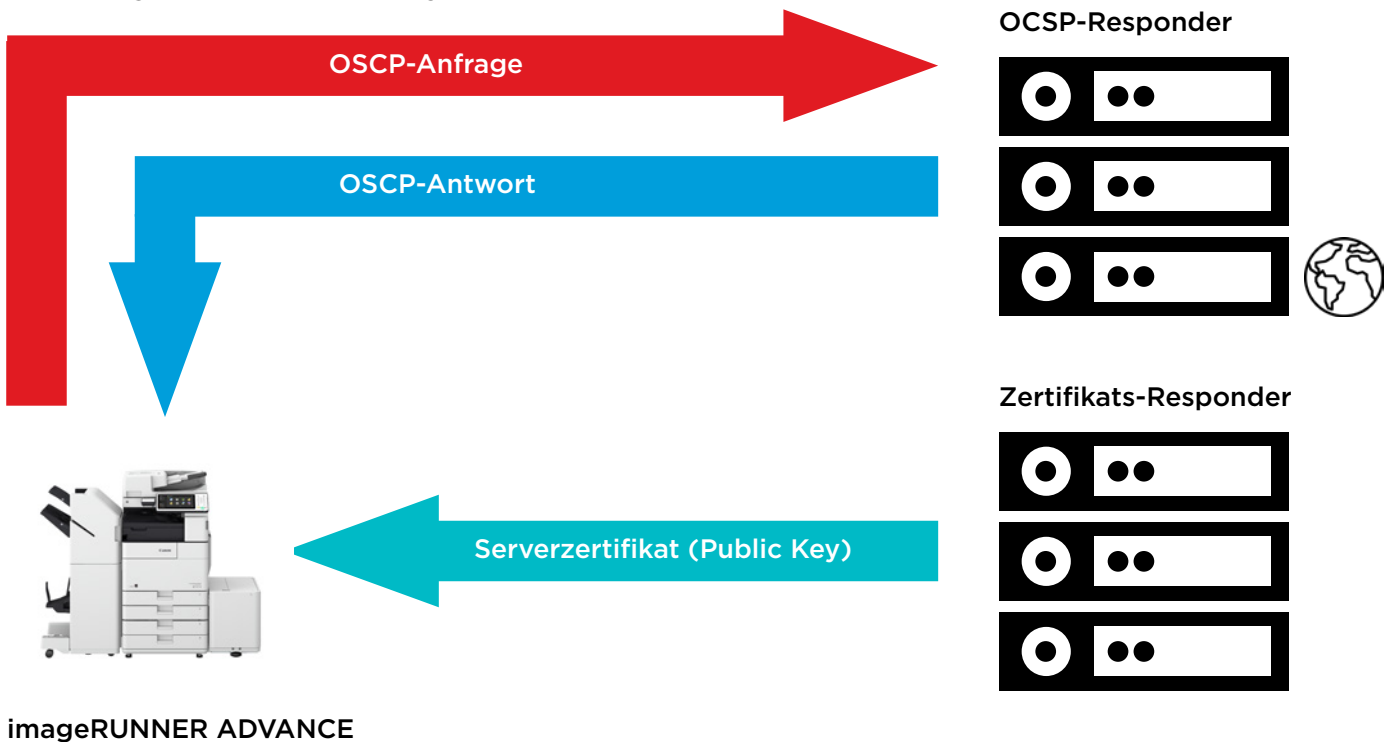 OCSP-Responder
OSCP-Anfrage
OSCP-Antwort
Zertifikats-Responder
Serverzertifikat (Public Key)
imageRUNNER ADVANCE